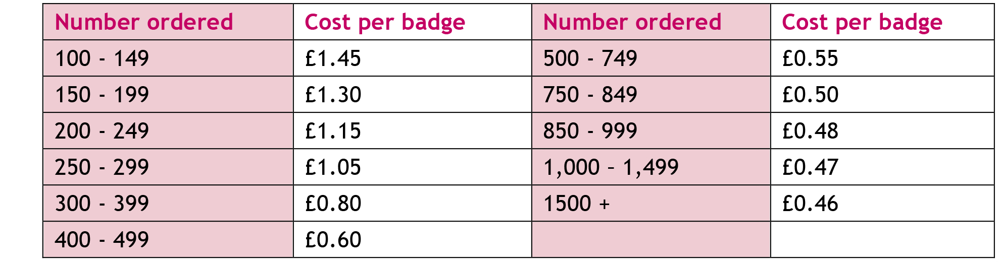 Number ordered Cost per badge Number ordered Cost per badge
100 - 149 £1.45 500 - 749 £0.55
150 - 199 £1.30 750 - 849 £0.50
200 - 249 £1.15 850 - 999 £0.48
250 - 299 £1.05 1,000 – 1,499 £0.47
300 - 399 £0.80 1500 + £0.46
400 - 499 £0.60